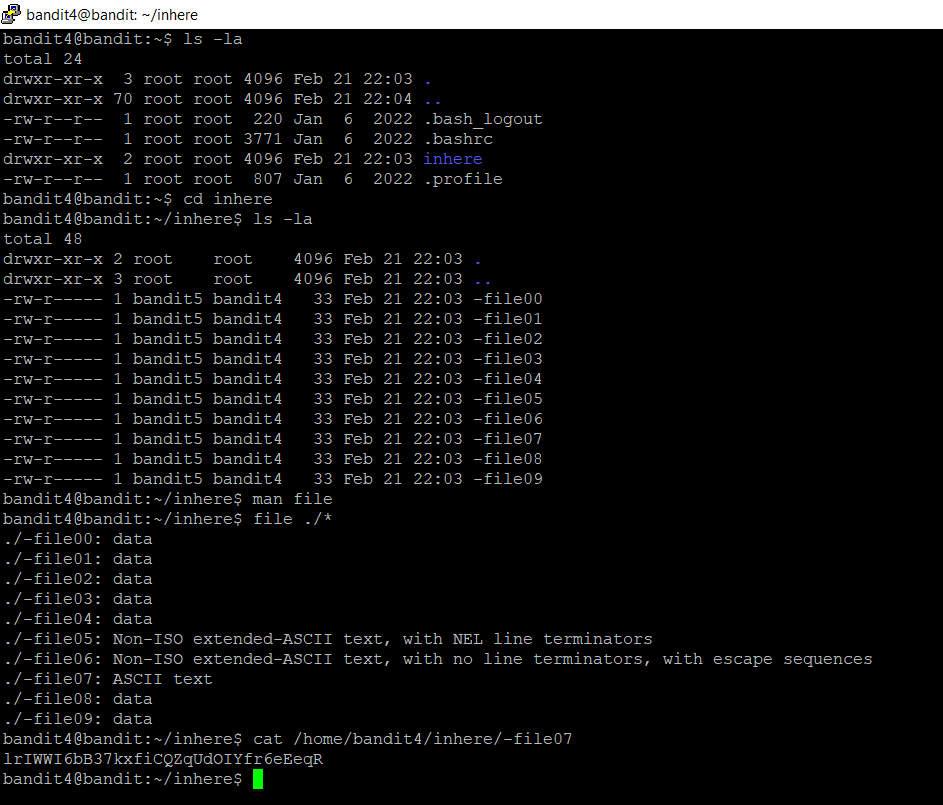 bandit4@bandit: ~/inhere
bandit4@bandit:~$ ls -la
total 24
drwxr-xr-x  3 root root 4096 Feb 21 22:03 .
drwxr-xr-x 70 root root 4096 Feb 21 22:04 ..
-rw-r--r--  1 root root  220 Jan  6  2022 .bash_logout
-rw-r--r--  1 root root 3771 Jan  6  2022 .bashrc
drwxr-xr-x  2 root root 4096 Feb 21 22:03 inhere
-rw-r--r--  1 root root  807 Jan  6  2022 .profile
bandit4@bandit:~$ cd inhere
bandit4@bandit:~/inhere$ ls -la
total 48
drwxr-xr-x 2 root    root    4096 Feb 21 22:03 .
drwxr-xr-x 3 root    root    4096 Feb 21 22:03 ..
-rw-r----- 1 bandit5 bandit4   33 Feb 21 22:03 -file00
-rw-r----- 1 bandit5 bandit4   33 Feb 21 22:03 -file01
-rw-r----- 1 bandit5 bandit4   33 Feb 21 22:03 -file02
-rw-r----- 1 bandit5 bandit4   33 Feb 21 22:03 -file03
-rw-r----- 1 bandit5 bandit4   33 Feb 21 22:03 -file04
-rw-r----- 1 bandit5 bandit4   33 Feb 21 22:03 -file05
-rw-r----- 1 bandit5 bandit4   33 Feb 21 22:03 -file06
-rw-r----- 1 bandit5 bandit4   33 Feb 21 22:03 -file07
-rw-r----- 1 bandit5 bandit4   33 Feb 21 22:03 -file08
-rw-r----- 1 bandit5 bandit4   33 Feb 21 22:03 -file09
bandit4@bandit:~/inhere$ man file
bandit4@bandit:~/inhere$ file ./*
./-file00: data
./-file01: data
./-file02: data
./-file03: data
./-file04: data
./-file05: Non-ISO extended-ASCII text, with NEL line terminators
./-file06: Non-ISO extended-ASCII text, with no line terminators, with escape sequences
./-file07: ASCII text
./-file08: data
./-file09: data
bandit4@bandit:~/inhere$ cat /home/bandit4/inhere/-file07
lrIWWI6bB37kxfiCQZqUdOIYfr6eEeqR
bandit4@bandit:~/inhere$